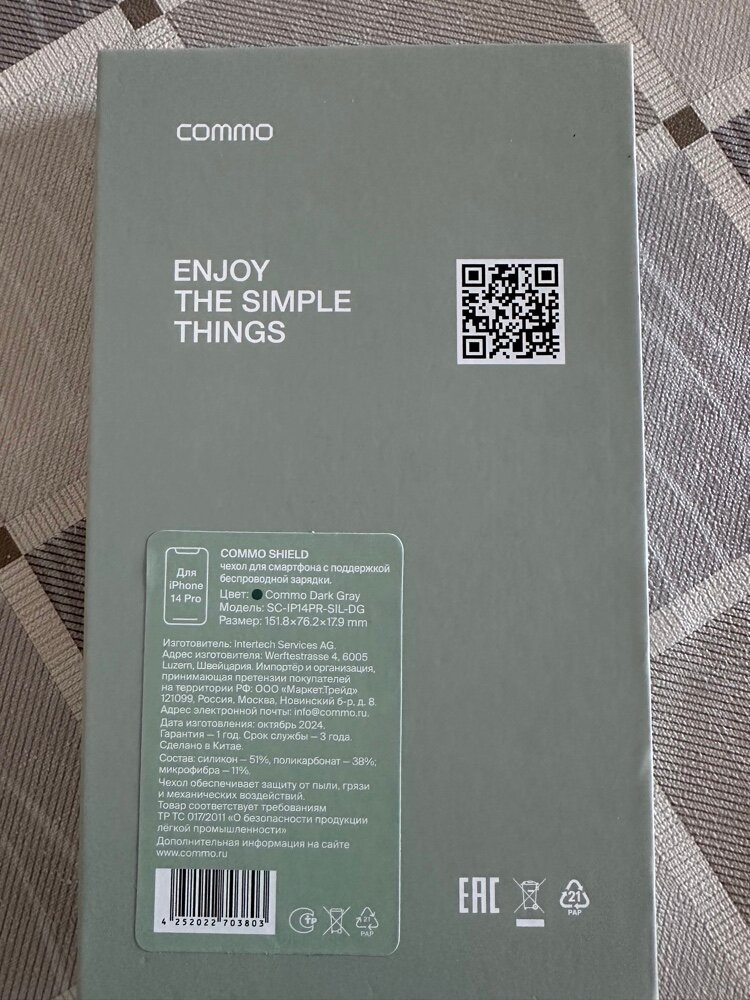 COMMO
ENJOY
THE SIMPLE
THINGS
Для
iPhone
14 Pro
COMMO SHIELD
чехол для смартфона с поддержкой
беспроводной зарядки.
Цвет: Commo Dark Gray
Модель: SC-IP14PR-SIL-DG
Размер: 151.8×76.2×17.9 mm
Изготовитель: Intertech Services AG.
Адрес изготовителя: Werftestrasse 4, 6005
Luzern, Швейцария. Импортёр и организация,
принимающая претензии покупателей
на территории РФ: ООО «Маркет.Трейд»
121099, Россия, Москва, Новинский б-р, д. 8.
Адрес электронной почты: info@commo.ru.
Дата изготовления: октябрь 2024.
Гарантия – 1 год. Срок службы – 3 года.
Сделано в Китае.
Состав: силикон – 51%, поликарбонат – 38%;
микрофибра – 11%.
Чехол обеспечивает защиту от пыли, грязи
и механических воздействий.
Товар соответствует требованиям
ТР ТС 017/2011 «О безопасности продукции
лёгкой промышленности»
Дополнительная информация на сайте
www.commo.ru
4 252022 703803
СТР
21
PAP
EAC
21
PAP